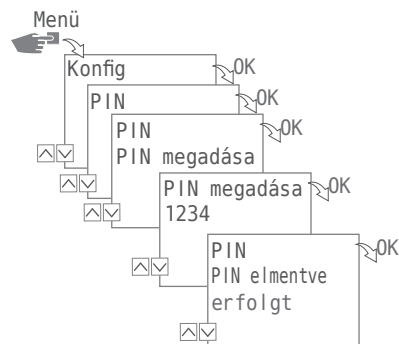 Menü
Konfig
OK
PIN
OK
PIN
PIN megadása
OK
PIN megadása
1234
OK
PIN
PIN elmentve
erfolgt
OK